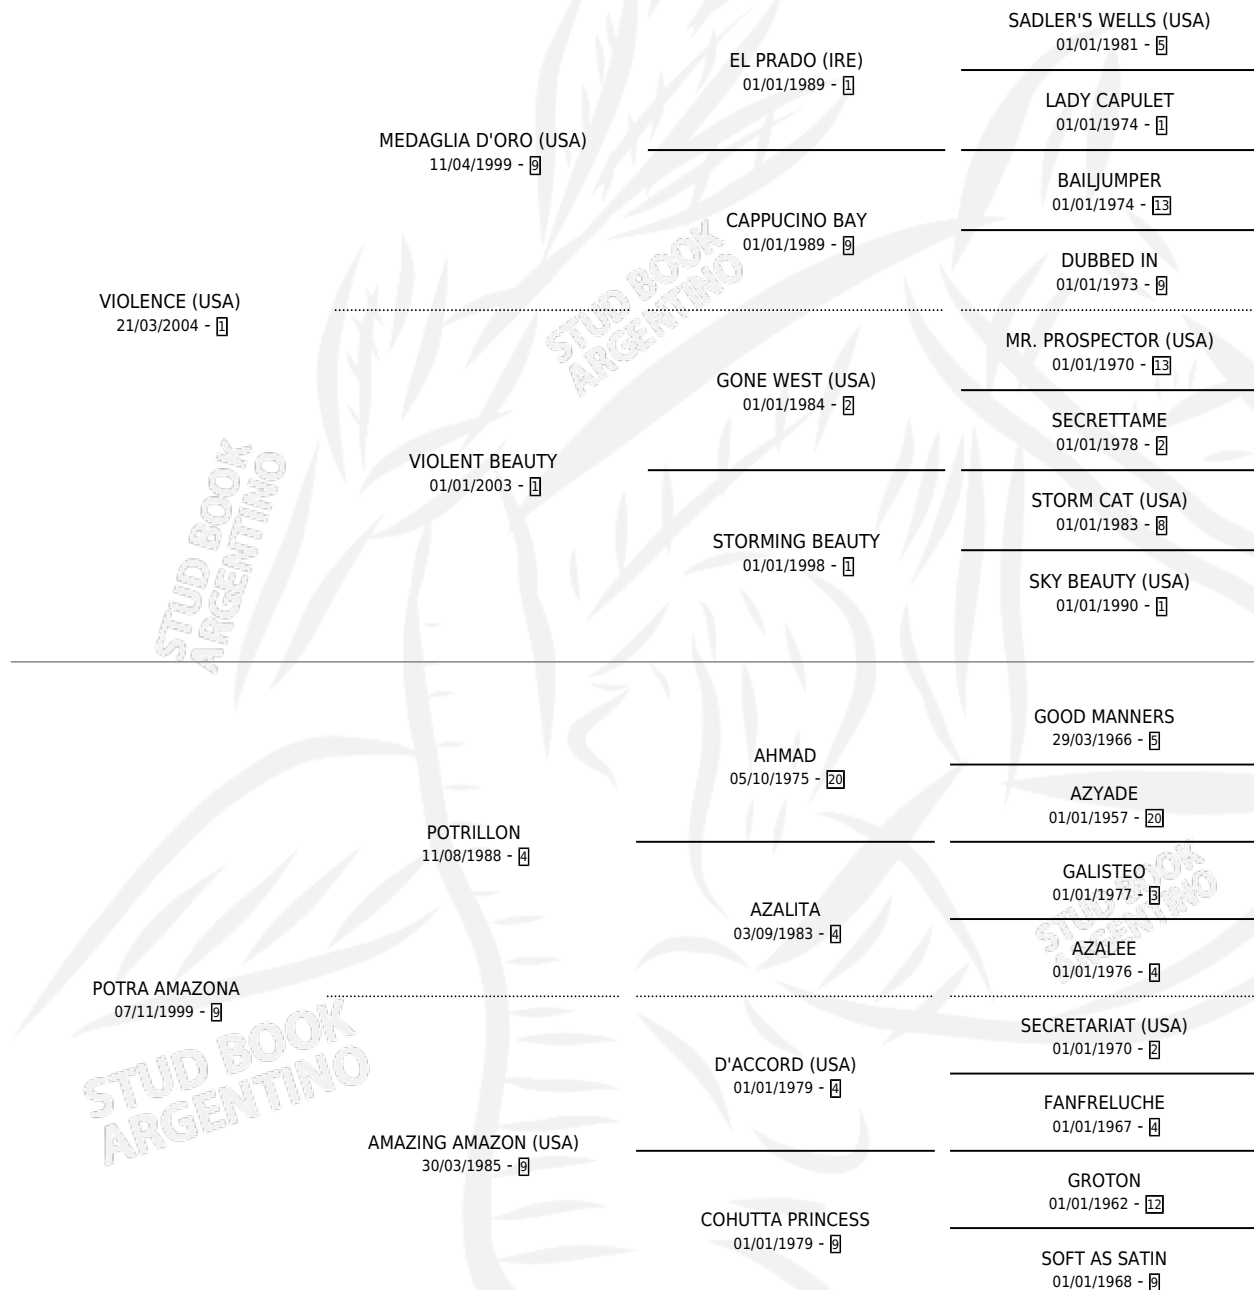 SADLER'S WELLS (USA)
01/01/1981 - 5
EL PRADO (IRE)
01/01/1989 - 1
LADY CAPULET
01/01/1974 - 1
MEDAGLIA D'ORO (USA)
11/04/1999 - 9
BAILJUMPER
01/01/1974 - 13
CAPPUCINO BAY
01/01/1989 - 9
DUBBED IN
01/01/1973 - 9
VIOLENCE (USA)
21/03/2004 - 1
MR. PROSPECTOR (USA)
01/01/1970 - 13
GONE WEST (USA)
01/01/1984 - 2
SECRETTAME
01/01/1978 - 2
VIOLENT BEAUTY
01/01/2003 - 1
STORM CAT (USA)
01/01/1983 - 8
STORMING BEAUTY
01/01/1998 - 1
SKY BEAUTY (USA)
01/01/1990 - 1
GOOD MANNERS
29/03/1966 - 5
AHMAD
05/10/1975 - 20
AZYADE
01/01/1957 - 20
POTRILLON
11/08/1988 - 4
GALISTEO
01/01/1977 - 3
AZALITA
03/09/1983 - 4
AZALEE
01/01/1976 - 4
POTRA AMAZONA
07/11/1999 - 9
SECRETARIAT (USA)
01/01/1970 - 2
D'ACCORD (USA)
01/01/1979 - 4
FANFRELUCHE
01/01/1967 - 4
AMAZING AMAZON (USA)
30/03/1985 - 9
GROTON
01/01/1962 - 12
COHUTTA PRINCESS
01/01/1979 - 9
SOFT AS SATIN
01/01/1968 - 9
STUD BOOK
ARGENTINO
STUD BOOK
ARGENTINO
STUD BOOK
ARGENTINO
STUD BOOK
ARGENTINO